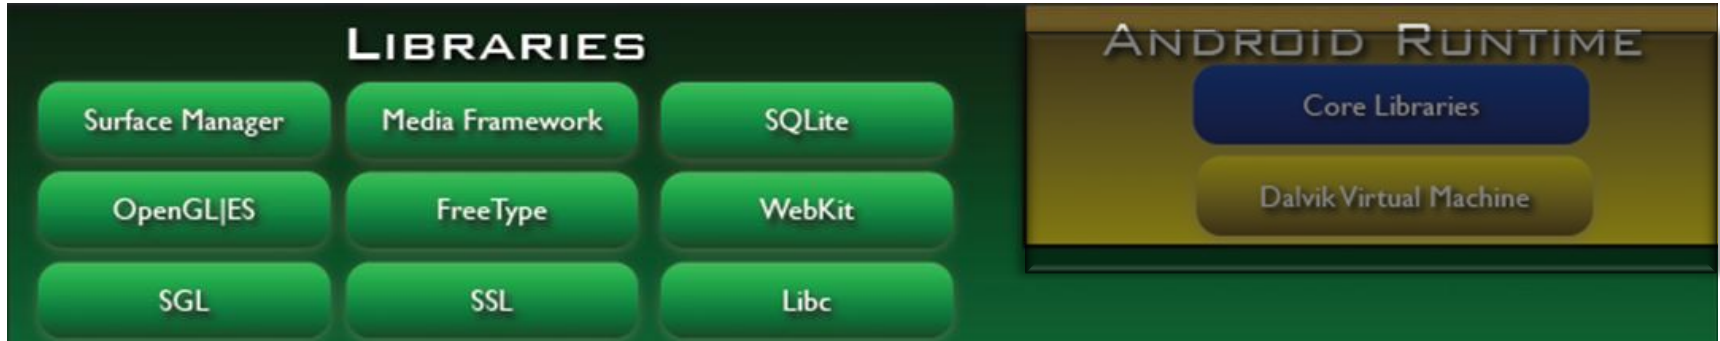 LIBRARIES
Surface Manager
Media Framework
SQLite
OpenGL|ES
FreeType
WebKit
SGL
SSL
Libc
ANDROID RUNTIME
Core Libraries
Dalvik Virtual Machine